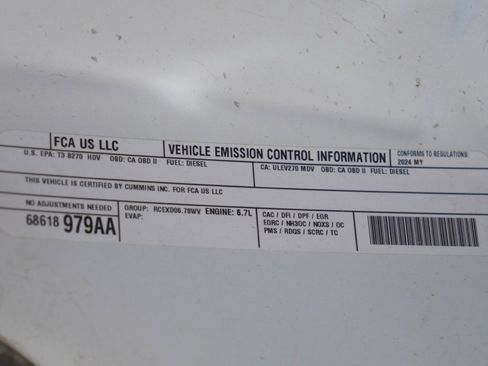 FCA US LLC
VEHICLE EMISSION CONTROL INFORMATION
CONFORMS TO REGULATIONS:
2024 MY
U.S. EPA: T3 B270 HDV OBD: CA OBD II FUEL: DIESEL
CA: ULEV270 MDV OBD: CA OBD II FUEL: DIESEL
THIS VEHICLE IS CERTIFIED BY CUMMINS INC. FOR FCA US LLC
NO ADJUSTMENTS NEEDED
68618 979AA
GROUP: RCEXD06.78WV ENGINE: 6.7L
EVAP:
CAC / DFI / DPF / EGR
EGRC / NH3OC / NOXS / OC
PMS / RDQS / SCRC / TC